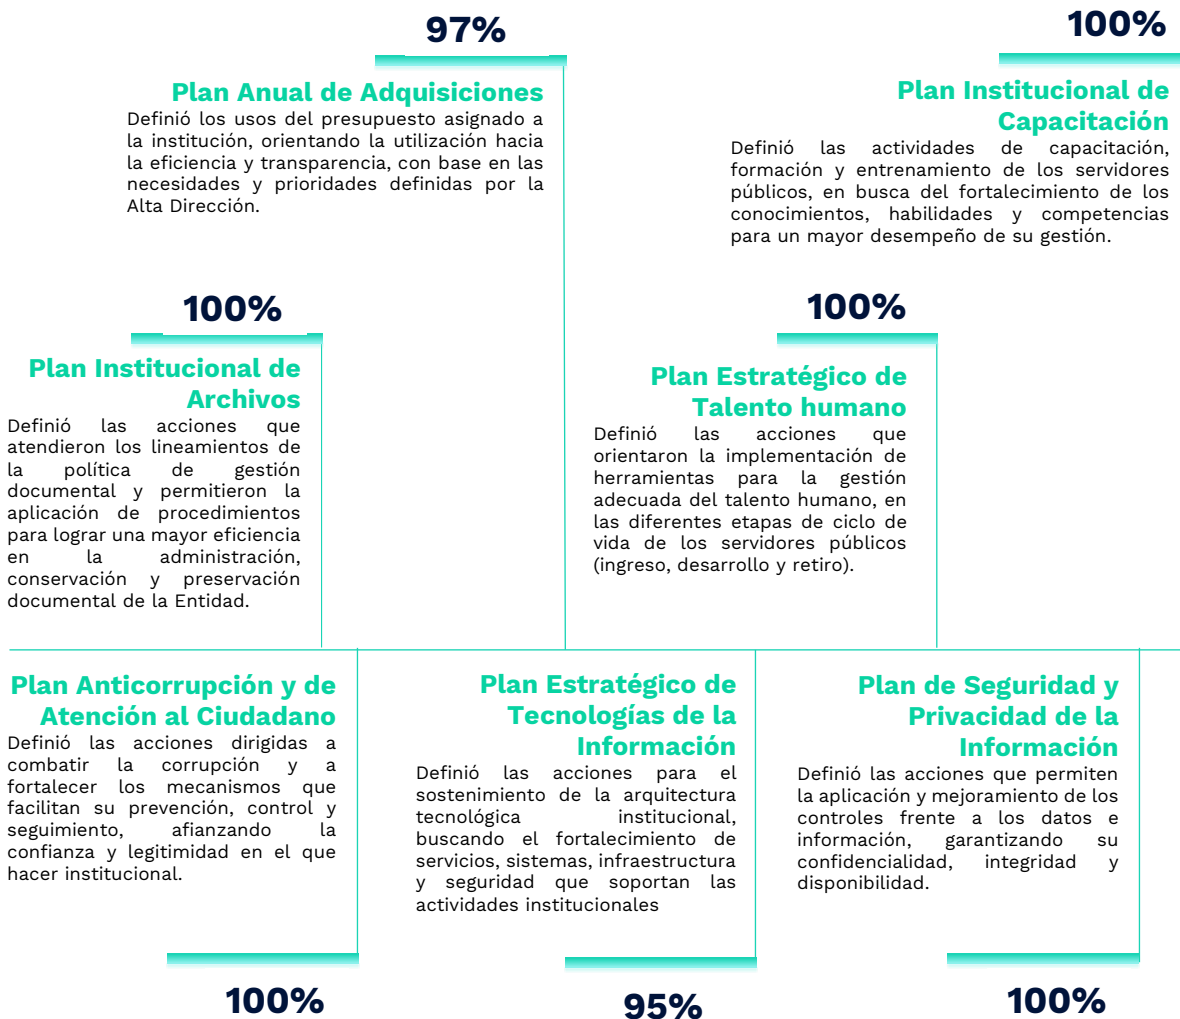 97%
Plan Anual de Adquisiciones
Definió los usos del presupuesto asignado a
la institución, orientando la utilización hacia
la eficiencia y transparencia, con base en las
necesidades y prioridades definidas por la
Alta Dirección.
100%
Plan Institucional de
Capacitación
Definió las actividades de capacitación,
formación y entrenamiento de los servidores
públicos, en busca del fortalecimiento de los
conocimientos, habilidades y competencias
para un mayor desempeño de su gestión.
100%
Plan Institucional de
Archivos
Definió las acciones que
atendieron los lineamientos de
la política de gestión
documental y permitieron la
aplicación de procedimientos
para lograr una mayor eficiencia
en la administración,
conservación y preservación
documental de la Entidad.
100%
Plan Estratégico de
Talento humano
Definió las acciones que
orientaron la implementación de
herramientas para la gestión
adecuada del talento humano, en
las diferentes etapas de ciclo de
vida de los servidores públicos
(ingreso, desarrollo y retiro).
Plan Anticorrupción y de
Atención al Ciudadano
Definió las acciones dirigidas a
combatir la corrupción y a
fortalecer los mecanismos que
facilitan su prevención, control y
seguimiento, afianzando la
confianza y legitimidad en el que
hacer institucional.
100%
Plan Estratégico de
Tecnologías de la
Información
Definió las acciones para el
sostenimiento de la arquitectura
tecnológica institucional,
buscando el fortalecimiento de
servicios, sistemas, infraestructura
y seguridad que soportan las
actividades institucionales
95%
Plan de Seguridad y
Privacidad de la
Información
Definió las acciones que permiten
la aplicación y mejoramiento de los
controles frente a los datos e
información, garantizando su
confidencialidad, integridad y
disponibilidad.
100%